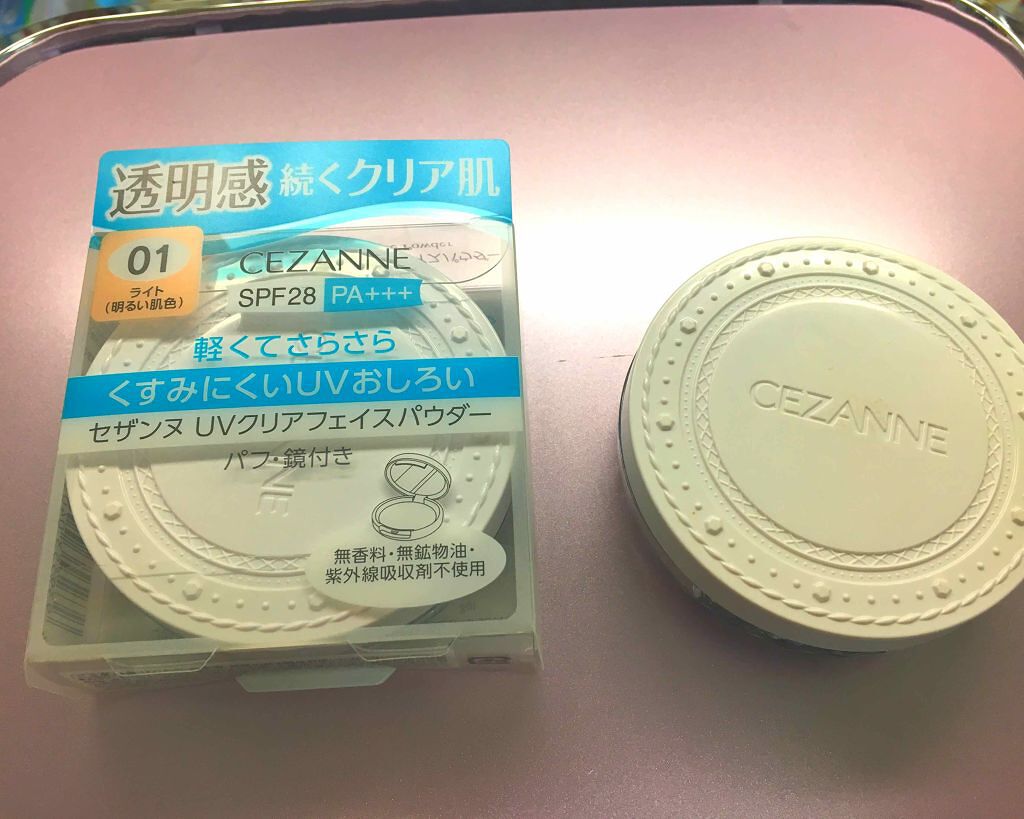 透明感 続くクリア肌
01
ライト
(明るい肌色)
CEZANNE
SPF28 PA+++
軽くてさらさら
くすみにくいUVおしろい
セザンヌ UVクリアフェイスパウダー
パフ・鏡付き
無香料・無鉱物油・
紫外線吸収剤不使用
CEZANNE